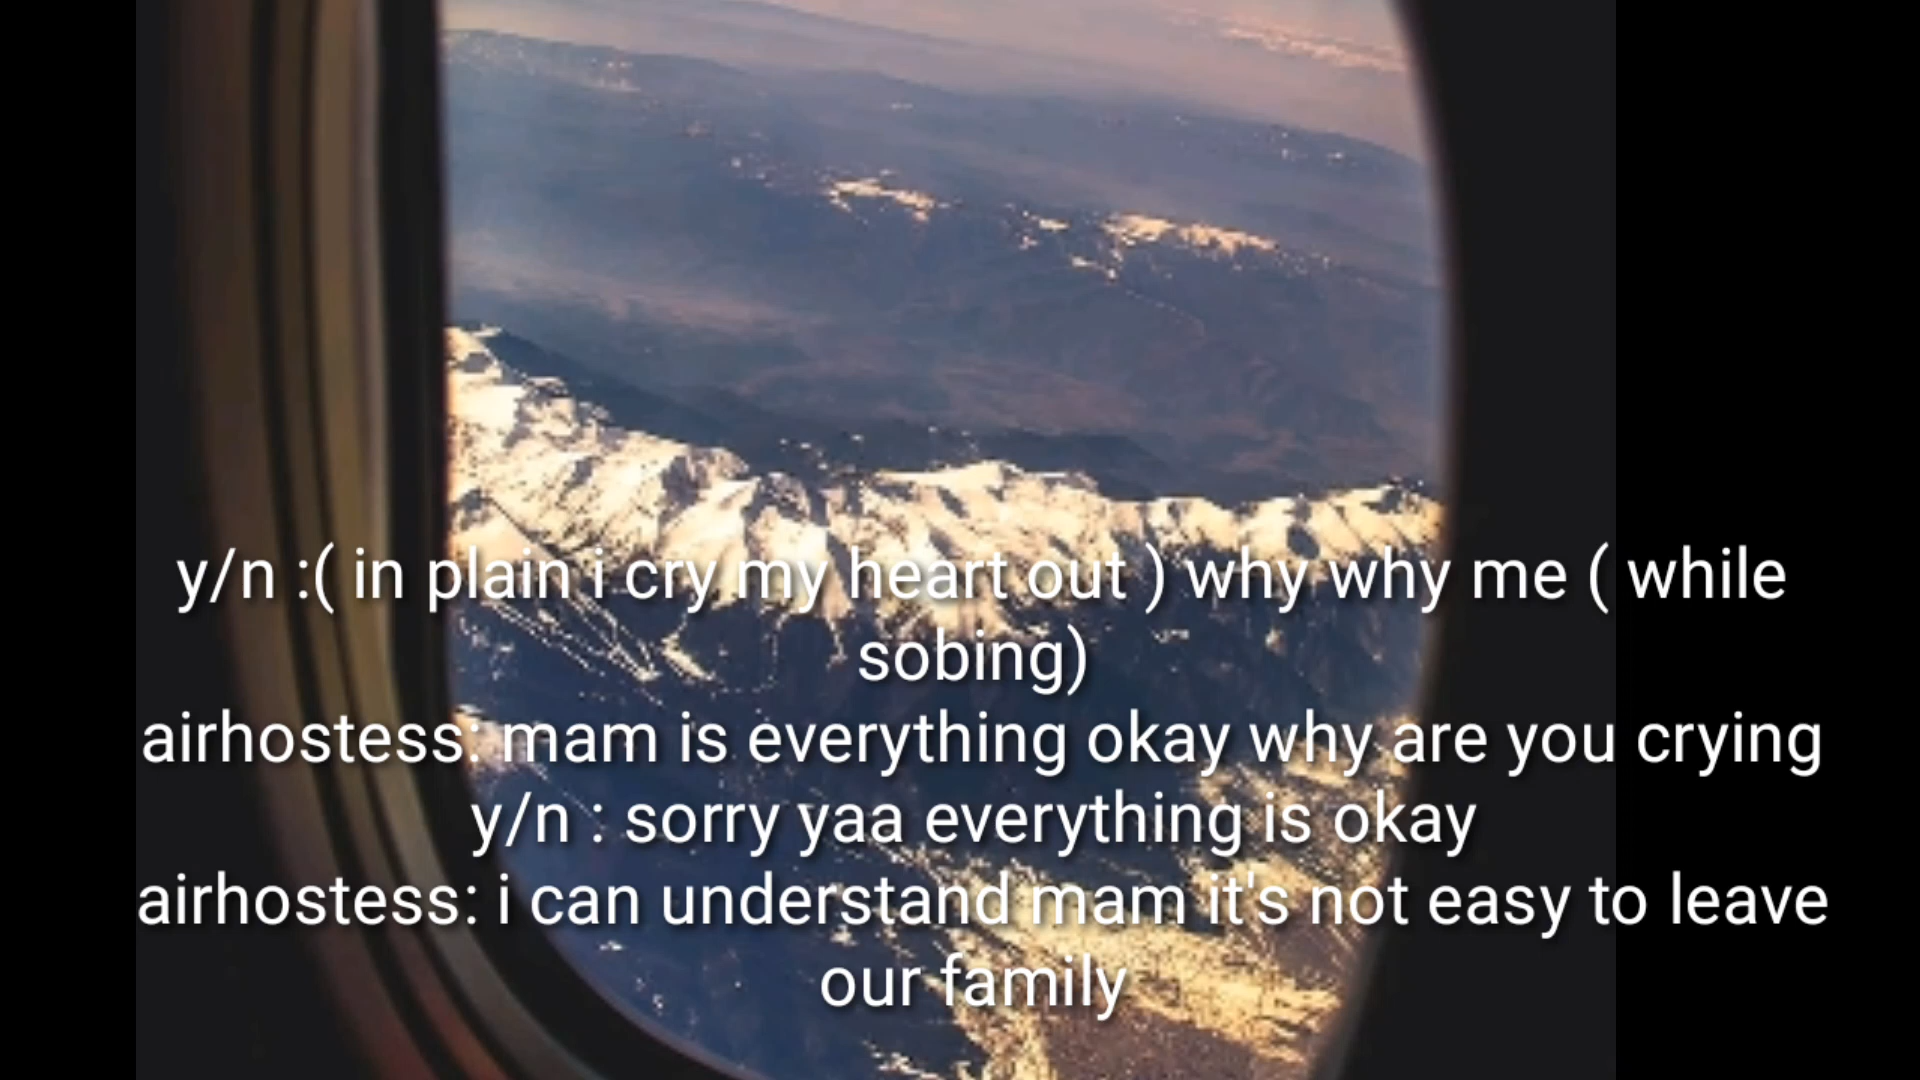 y/n :( in plain i cry my heart out ) why why me ( while
sobing)
airhostess: mam is everything okay why are you crying
y/n : sorry yaa everything is okay
airhostess: i can understand mam it's not easy to leave
our family